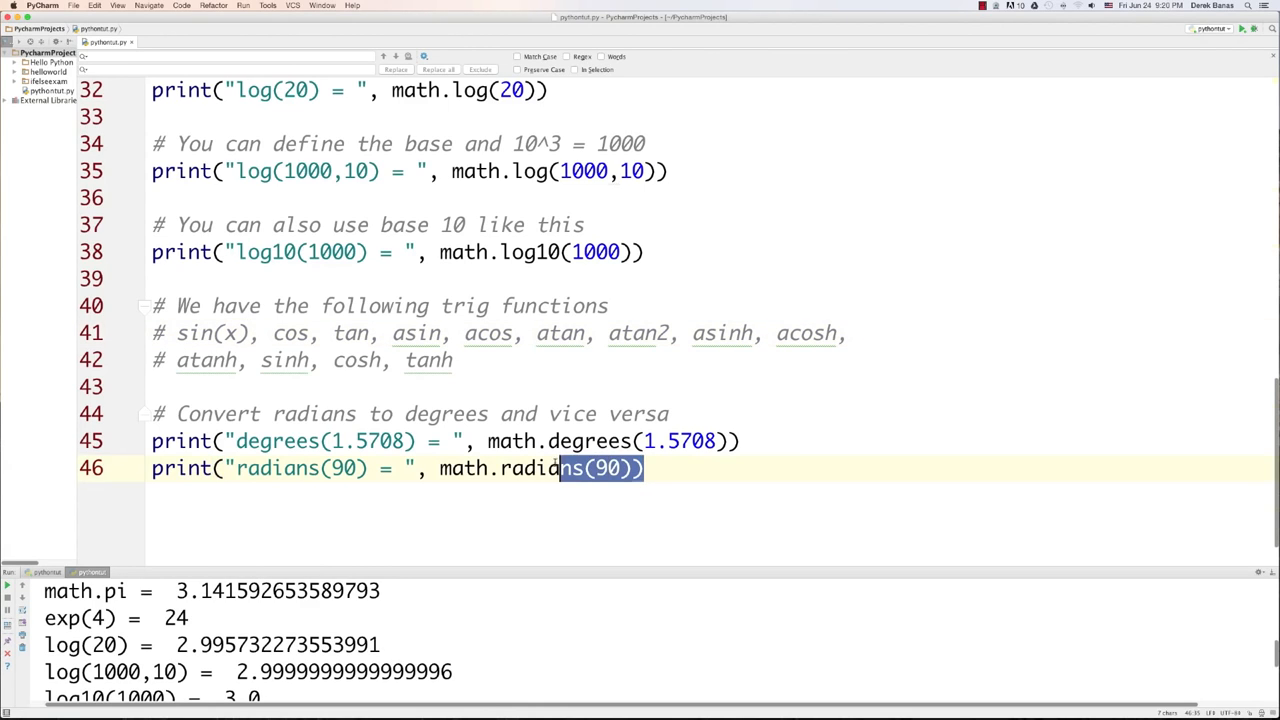 PyCharm File Edit View Navigate Code Refactor Run Tools VCS Window Help
10 Fri Jun 24 9:20 PM Derek Banas
pythontut.py - PycharmProjects - [~/PycharmProjects]
PycharmProjects pythontut.py
pythontut
pythontut.py ×
PycharmProject
Hello Python
helloworld
ifelseexam
pythontut.py
External Librarie
Match Case Regex Words
Replace Replace all Exclude Preserve Case In Selection
32 print("log(20) = ", math.log(20))
33
34 # You can define the base and 10^3 = 1000
35 print("log(1000,10) = ", math.log(1000,10))
36
37 # You can also use base 10 like this
38 print("log10(1000) = ", math.log10(1000))
39
40 # We have the following trig functions
41 # sin(x), cos, tan, asin, acos, atan, atan2, asinh, acosh,
42 # atanh, sinh, cosh, tanh
43
44 # Convert radians to degrees and vice versa
45 print("degrees(1.5708) = ", math.degrees(1.5708))
46 print("radians(90) = ", math.radians(90))
Run: pythontut pythontut
math.pi =  3.141592653589793
exp(4) =  24
log(20) =  2.995732273553991
log(1000,10) =  2.9999999999999996
log10(1000) =  3.0
7 chars 46:35 LF‡ UTF-8‡